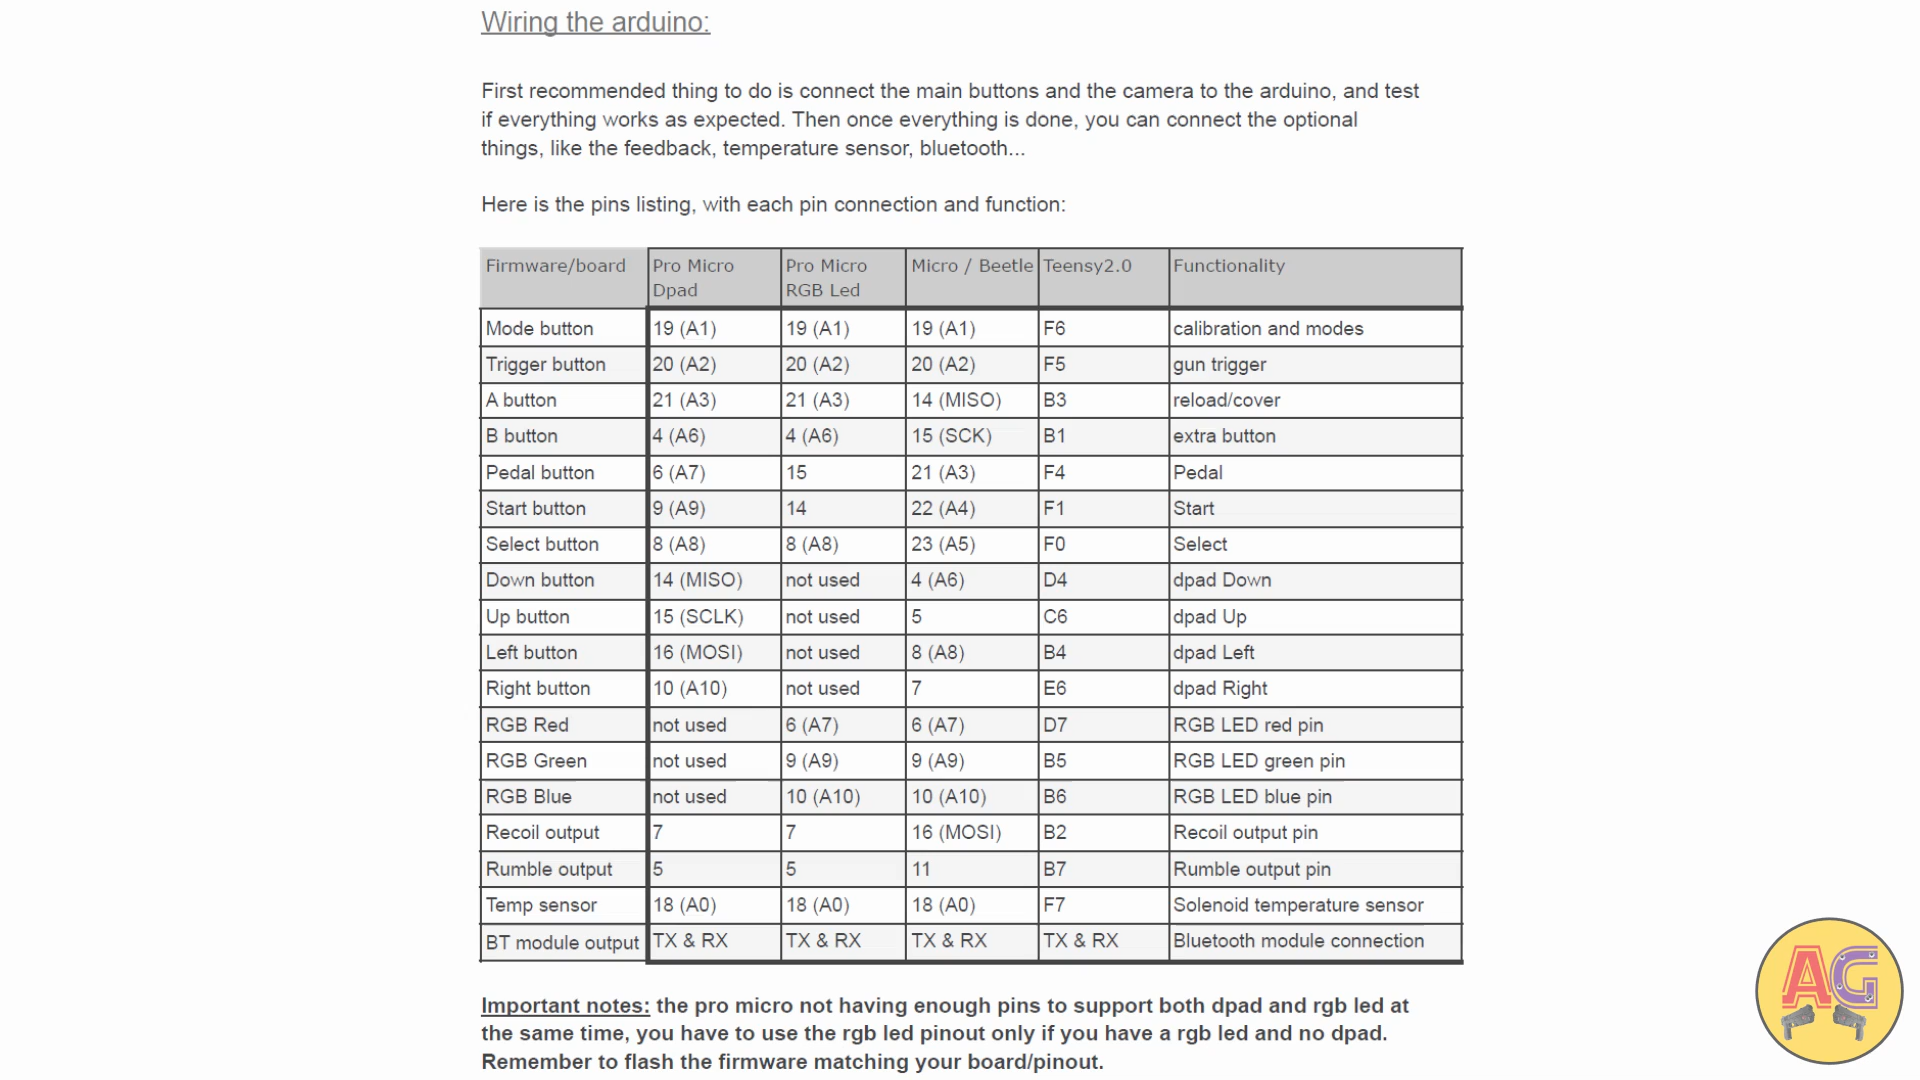 Wiring the arduino:
First recommended thing to do is connect the main buttons and the camera to the arduino, and test
if everything works as expected. Then once everything is done, you can connect the optional
things, like the feedback, temperature sensor, bluetooth...
Here is the pins listing, with each pin connection and function:
Firmware/board Pro Micro Dpad Pro Micro RGB Led Micro / Beetle Teensy2.0 Functionality
Mode button 19 (A1) 19 (A1) 19 (A1) F6 calibration and modes
Trigger button 20 (A2) 20 (A2) 20 (A2) F5 gun trigger
A button 21 (A3) 21 (A3) 14 (MISO) B3 reload/cover
B button 4 (A6) 4 (A6) 15 (SCK) B1 extra button
Pedal button 6 (A7) 15 21 (A3) F4 Pedal
Start button 9 (A9) 14 22 (A4) F1 Start
Select button 8 (A8) 8 (A8) 23 (A5) F0 Select
Down button 14 (MISO) not used 4 (A6) D4 dpad Down
Up button 15 (SCLK) not used 5 C6 dpad Up
Left button 16 (MOSI) not used 8 (A8) B4 dpad Left
Right button 10 (A10) not used 7 E6 dpad Right
RGB Red not used 6 (A7) 6 (A7) D7 RGB LED red pin
RGB Green not used 9 (A9) 9 (A9) B5 RGB LED green pin
RGB Blue not used 10 (A10) 10 (A10) B6 RGB LED blue pin
Recoil output 7 7 16 (MOSI) B2 Recoil output pin
Rumble output 5 5 11 B7 Rumble output pin
Temp sensor 18 (A0) 18 (A0) 18 (A0) F7 Solenoid temperature sensor
BT module output TX & RX TX & RX TX & RX TX & RX Bluetooth module connection
Important notes: the pro micro not having enough pins to support both dpad and rgb led at
the same time, you have to use the rgb led pinout only if you have a rgb led and no dpad.
Remember to flash the firmware matching your board/pinout.
AG